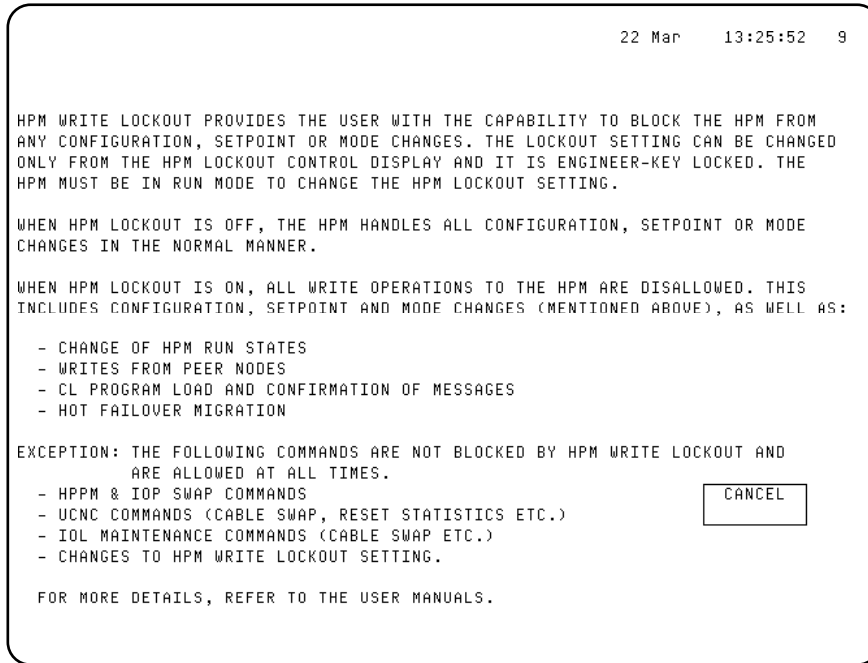 22 Mar 13:25:52 9
HPM WRITE LOCKOUT PROVIDES THE USER WITH THE CAPABILITY TO BLOCK THE HPM FROM
ANY CONFIGURATION, SETPOINT OR MODE CHANGES. THE LOCKOUT SETTING CAN BE CHANGED
ONLY FROM THE HPM LOCKOUT CONTROL DISPLAY AND IT IS ENGINEER-KEY LOCKED. THE
HPM MUST BE IN RUN MODE TO CHANGE THE HPM LOCKOUT SETTING.
WHEN HPM LOCKOUT IS OFF, THE HPM HANDLES ALL CONFIGURATION, SETPOINT OR MODE
CHANGES IN THE NORMAL MANNER.
WHEN HPM LOCKOUT IS ON, ALL WRITE OPERATIONS TO THE HPM ARE DISALLOWED. THIS
INCLUDES CONFIGURATION, SETPOINT AND MODE CHANGES (MENTIONED ABOVE), AS WELL AS:
- CHANGE OF HPM RUN STATES
- WRITES FROM PEER NODES
- CL PROGRAM LOAD AND CONFIRMATION OF MESSAGES
- HOT FAILOVER MIGRATION
EXCEPTION: THE FOLLOWING COMMANDS ARE NOT BLOCKED BY HPM WRITE LOCKOUT AND
ARE ALLOWED AT ALL TIMES.
- HPPM & IOP SWAP COMMANDS
- UCNC COMMANDS (CABLE SWAP, RESET STATISTICS ETC.)
- IOL MAINTENANCE COMMANDS (CABLE SWAP ETC.)
- CHANGES TO HPM WRITE LOCKOUT SETTING.
CANCEL
FOR MORE DETAILS, REFER TO THE USER MANUALS.